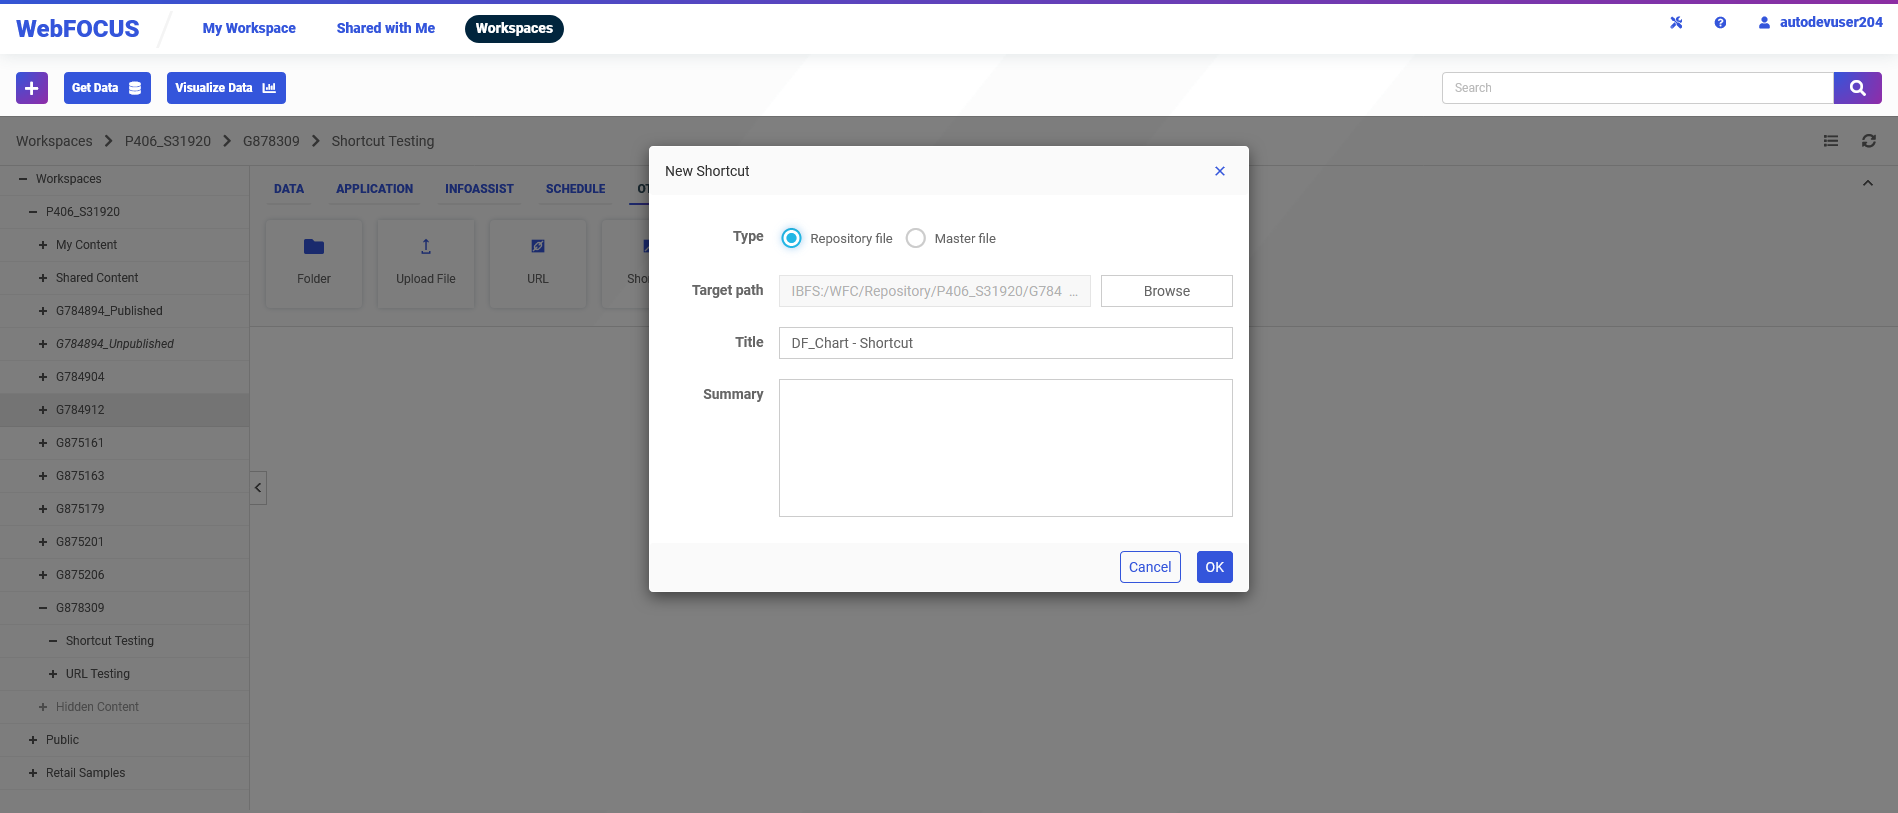 WebFOCUS
My Workspace
Shared with Me
Workspaces
autodevuser204
Get Data
Visualize Data
Search
Workspaces
P406_S31920
G878309
Shortcut Testing
Workspaces
P406_S31920
My Content
Shared Content
G784894_Published
G784894_Unpublished
G784904
G784912
G875161
G875163
G875179
G875201
G875206
G878309
Shortcut Testing
URL Testing
Hidden Content
Public
Retail Samples
DATA
APPLICATION
INFOASSIST
SCHEDULE
Folder
Upload File
URL
New Shortcut
Type
Repository file
Master file
Target path
IBFS:/WFC/Repository/P406_S31920/G784 ...
Browse
Title
DF_Chart - Shortcut
Summary
Cancel
OK